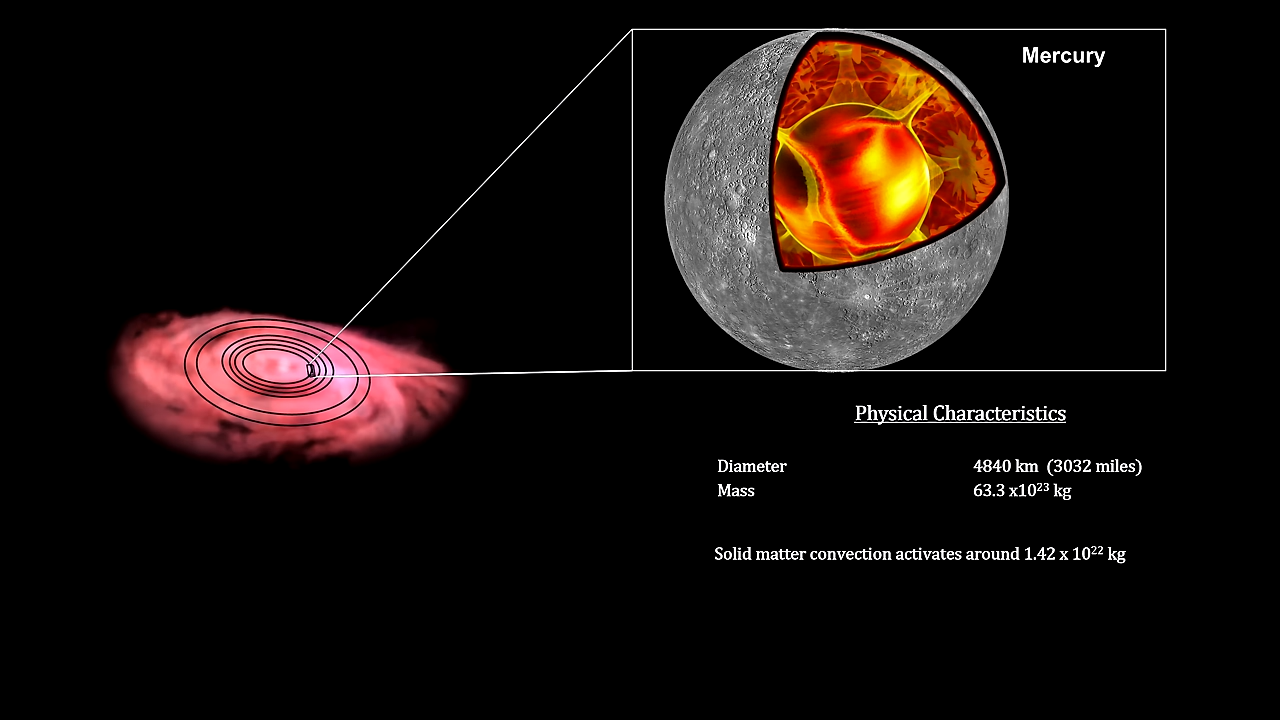 Mercury
Physical Characteristics
Diameter 4840 km (3032 miles)
Mass 63.3 x10²³ kg
Solid matter convection activates around 1.42 x 10²² kg